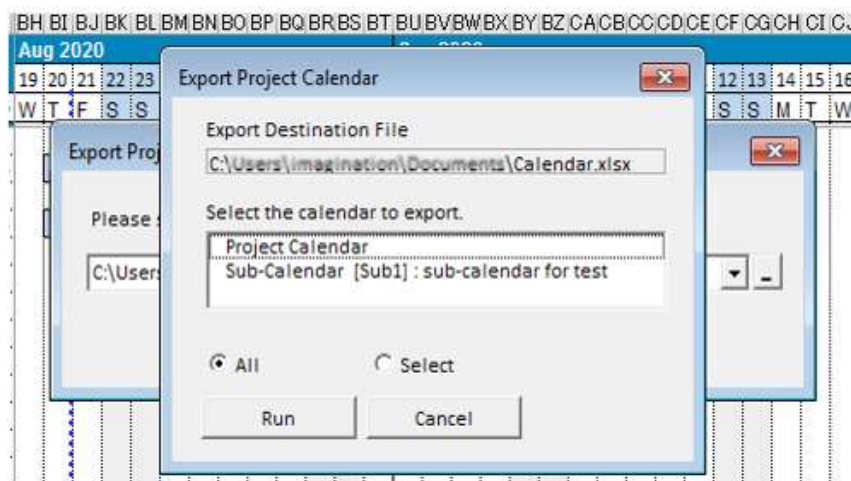 BH BI BJ BK BL BM BN BO BP BQ BR BS BT BU BV BW BX BY BZ CA CB CC CD CE CF CG CH CI CJ
Aug 2020
19 20 21 22 23
12 13 14 15 16
W T F S S
S S M T W
Export Project Calendar
Export Destination File
C:\Users\imagination\Documents\Calendar.xlsx
Select the calendar to export.
Project Calendar
Sub-Calendar [Sub1] : sub-calendar for test
All
Select
Run
Cancel
Export Proj
Please
C:\Users